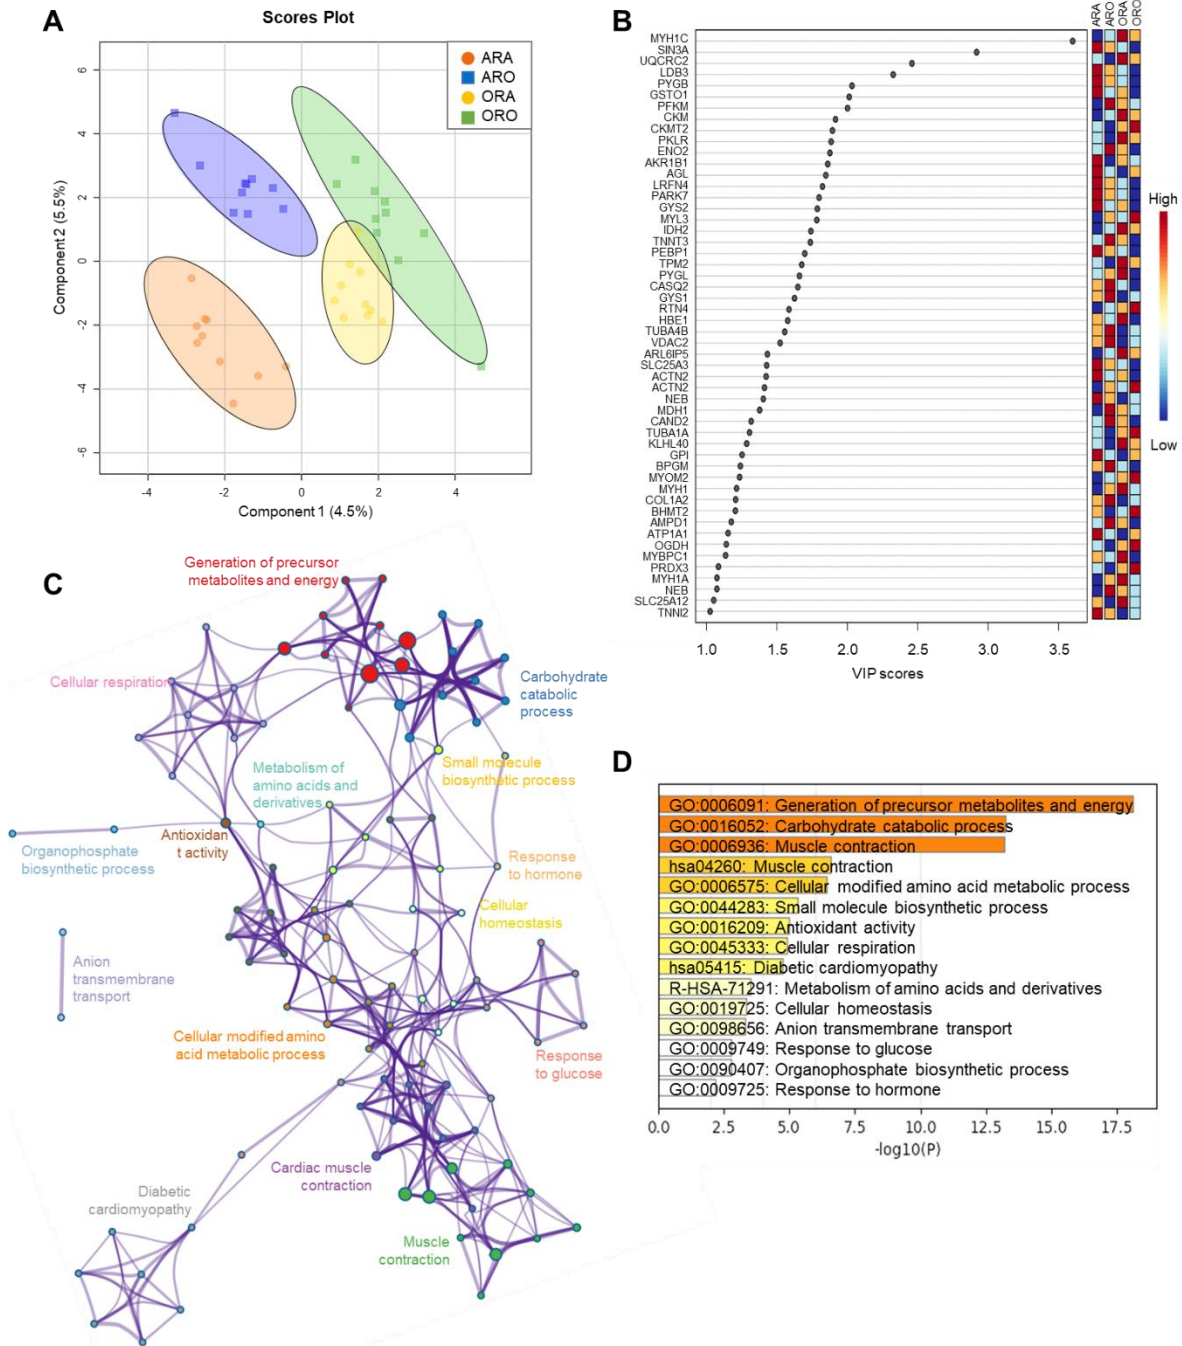 A
Scores Plot
ARA
ARO
ORA
ORO
6
4
2
0
-2
-4
-6
Component 2 (5.5%)
-4
-2
0
2
4
Component 1 (4.5%)
B
ARA
ARO
ORA
ORO
MYH1C
SIN3A
UQCRC2
LDB3
PYGB
GSTO1
PFKM
CKM
CKMT2
PKLR
ENO2
AKR1B1
AGL
LRFN4
PARK7
GYS2
MYL3
IDH2
TNNT3
PEBP1
TPM2
PYGL
CASQ2
GYS1
RTN4
HBE1
TUBA4B
VDAC2
ARL6IP5
SLC25A3
ACTN2
ACTN2
NEB
MDH1
CAND2
TUBA1A
KLHL40
GPI
BPGM
MYOM2
MYH1
COL1A2
BHMT2
AMPD1
ATP1A1
OGDH
MYBPC1
PRDX3
MYH1A
NEB
SLC25A12
TNNI2
1.0
1.5
2.0
2.5
3.0
3.5
VIP scores
High
Low
C
Generation of precursor
metabolites and energy
Cellular respiration
Carbohydrate
catabolic
process
Metabolism of
amino acids and
derivatives
Small molecule
biosynthetic process
Organophosphate
biosynthetic process
Antioxidan
t activity
Response
to hormone
Cellular
homeostasis
Anion
transmembrane
transport
Cellular modified amino
acid metabolic process
Response
to glucose
Cardiac muscle
contraction
Diabetic
cardiomyopathy
Muscle
contraction
D
GO:0006091: Generation of precursor metabolites and energy
GO:0016052: Carbohydrate catabolic process
GO:0006936: Muscle contraction
hsa04260: Muscle contraction
GO:0006575: Cellular modified amino acid metabolic process
GO:0044283: Small molecule biosynthetic process
GO:0016209: Antioxidant activity
GO:0045333: Cellular respiration
hsa05415: Diabetic cardiomyopathy
R-HSA-71291: Metabolism of amino acids and derivatives
GO:0019725: Cellular homeostasis
GO:0098656: Anion transmembrane transport
GO:0009749: Response to glucose
GO:0090407: Organophosphate biosynthetic process
GO:0009725: Response to hormone
0.0
2.5
5.0
7.5
10.0
12.5
15.0
17.5
-log10(P)